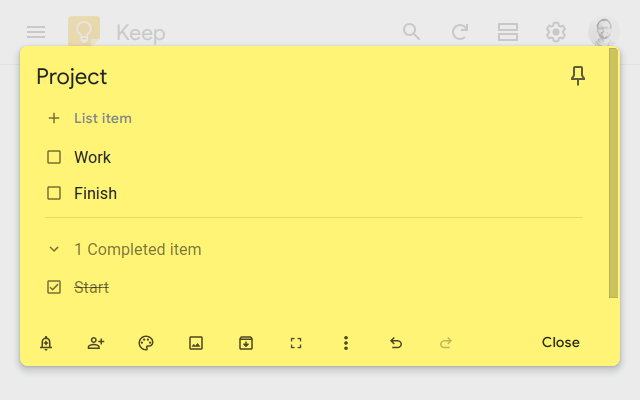 Keep
Project
List item
Work
Finish
1 Completed item
Start
Close